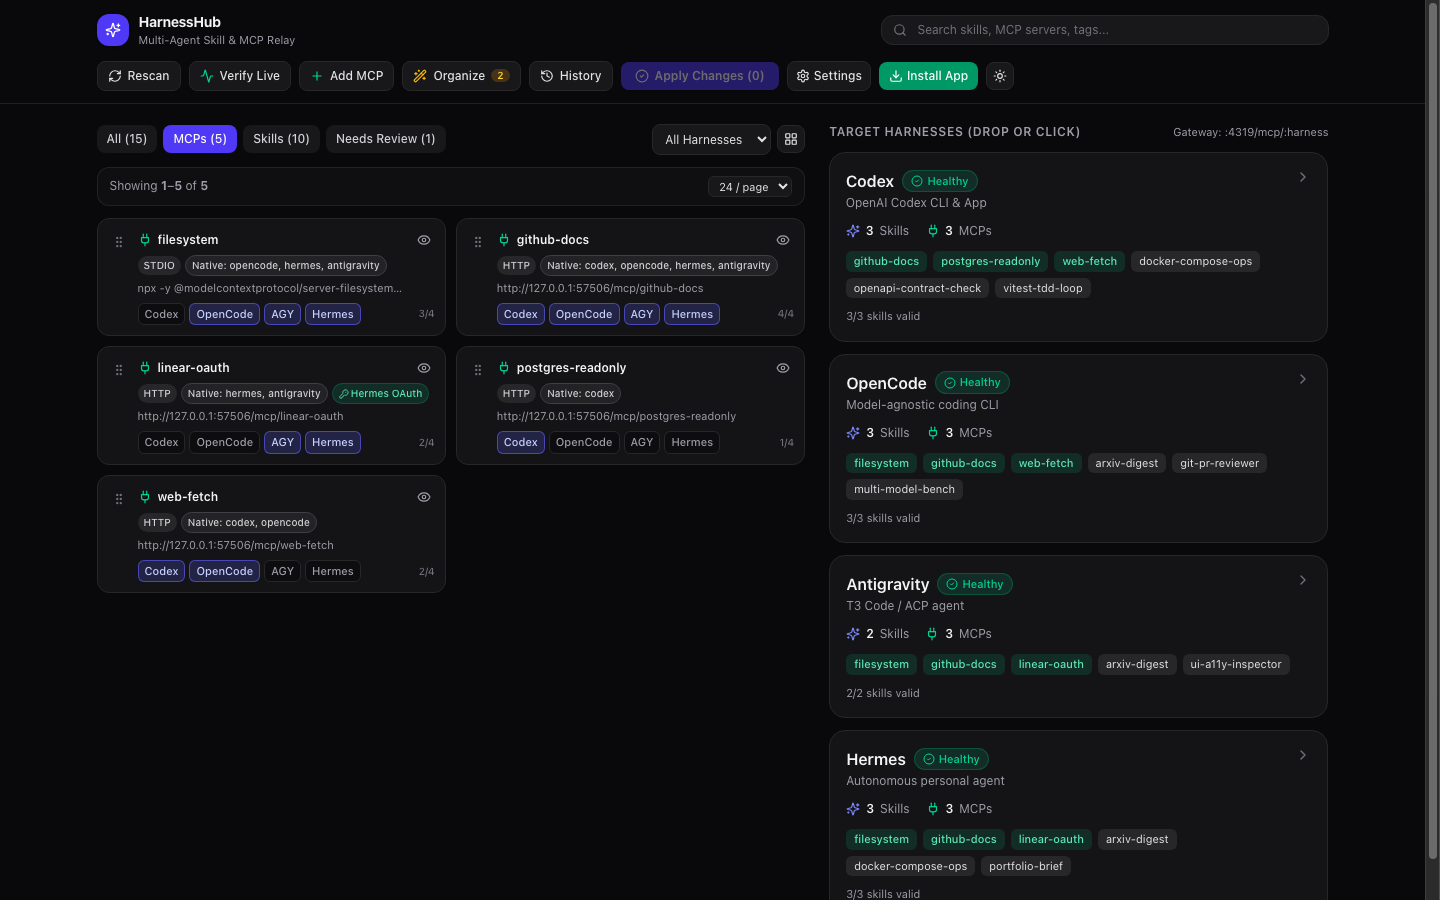 HarnessHub
Multi-Agent Skill & MCP Relay
Search skills, MCP servers, tags...
Rescan
Verify Live
Add MCP
Organize 2
History
Apply Changes (0)
Settings
Install App
All (15)
MCPs (5)
Skills (10)
Needs Review (1)
All Harnesses
Showing 1–5 of 5
24 / page
filesystem
STDIO Native: opencode, hermes, antigravity
npx -y @modelcontextprotocol/server-filesystem...
Codex OpenCode AGY Hermes 3/4
github-docs
HTTP Native: codex, opencode, hermes, antigravity
http://127.0.0.1:57506/mcp/github-docs
Codex OpenCode AGY Hermes 4/4
linear-oauth
HTTP Native: hermes, antigravity Hermes OAuth
http://127.0.0.1:57506/mcp/linear-oauth
Codex OpenCode AGY Hermes 2/4
postgres-readonly
HTTP Native: codex
http://127.0.0.1:57506/mcp/postgres-readonly
Codex OpenCode AGY Hermes 1/4
web-fetch
HTTP Native: codex, opencode
http://127.0.0.1:57506/mcp/web-fetch
Codex OpenCode AGY Hermes 2/4
TARGET HARNESSES (DROP OR CLICK)
Gateway: :4319/mcp/:harness
Codex Healthy
OpenAI Codex CLI & App
3 Skills 3 MCPs
github-docs postgres-readonly web-fetch docker-compose-ops
openapi-contract-check vitest-tdd-loop
3/3 skills valid
OpenCode Healthy
Model-agnostic coding CLI
3 Skills 3 MCPs
filesystem github-docs web-fetch arxiv-digest git-pr-reviewer
multi-model-bench
3/3 skills valid
Antigravity Healthy
T3 Code / ACP agent
2 Skills 3 MCPs
filesystem github-docs linear-oauth arxiv-digest ui-a11y-inspector
2/2 skills valid
Hermes Healthy
Autonomous personal agent
3 Skills 3 MCPs
filesystem github-docs linear-oauth arxiv-digest
docker-compose-ops portfolio-brief
3/3 skills valid